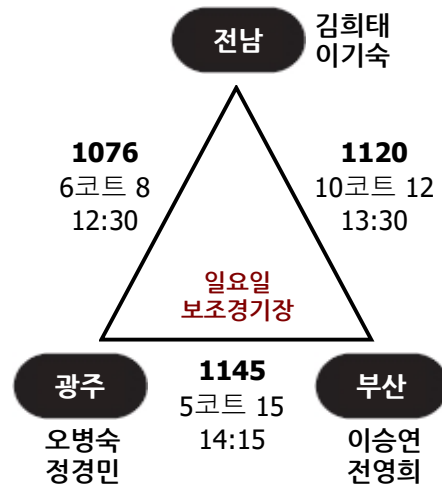 전남
김희태
이기숙
1076
6코트 8
12:30
1120
10코트 12
13:30
일요일
보조경기장
광주
오병숙
정경민
1145
5코트 15
14:15
부산
이승연
전영희